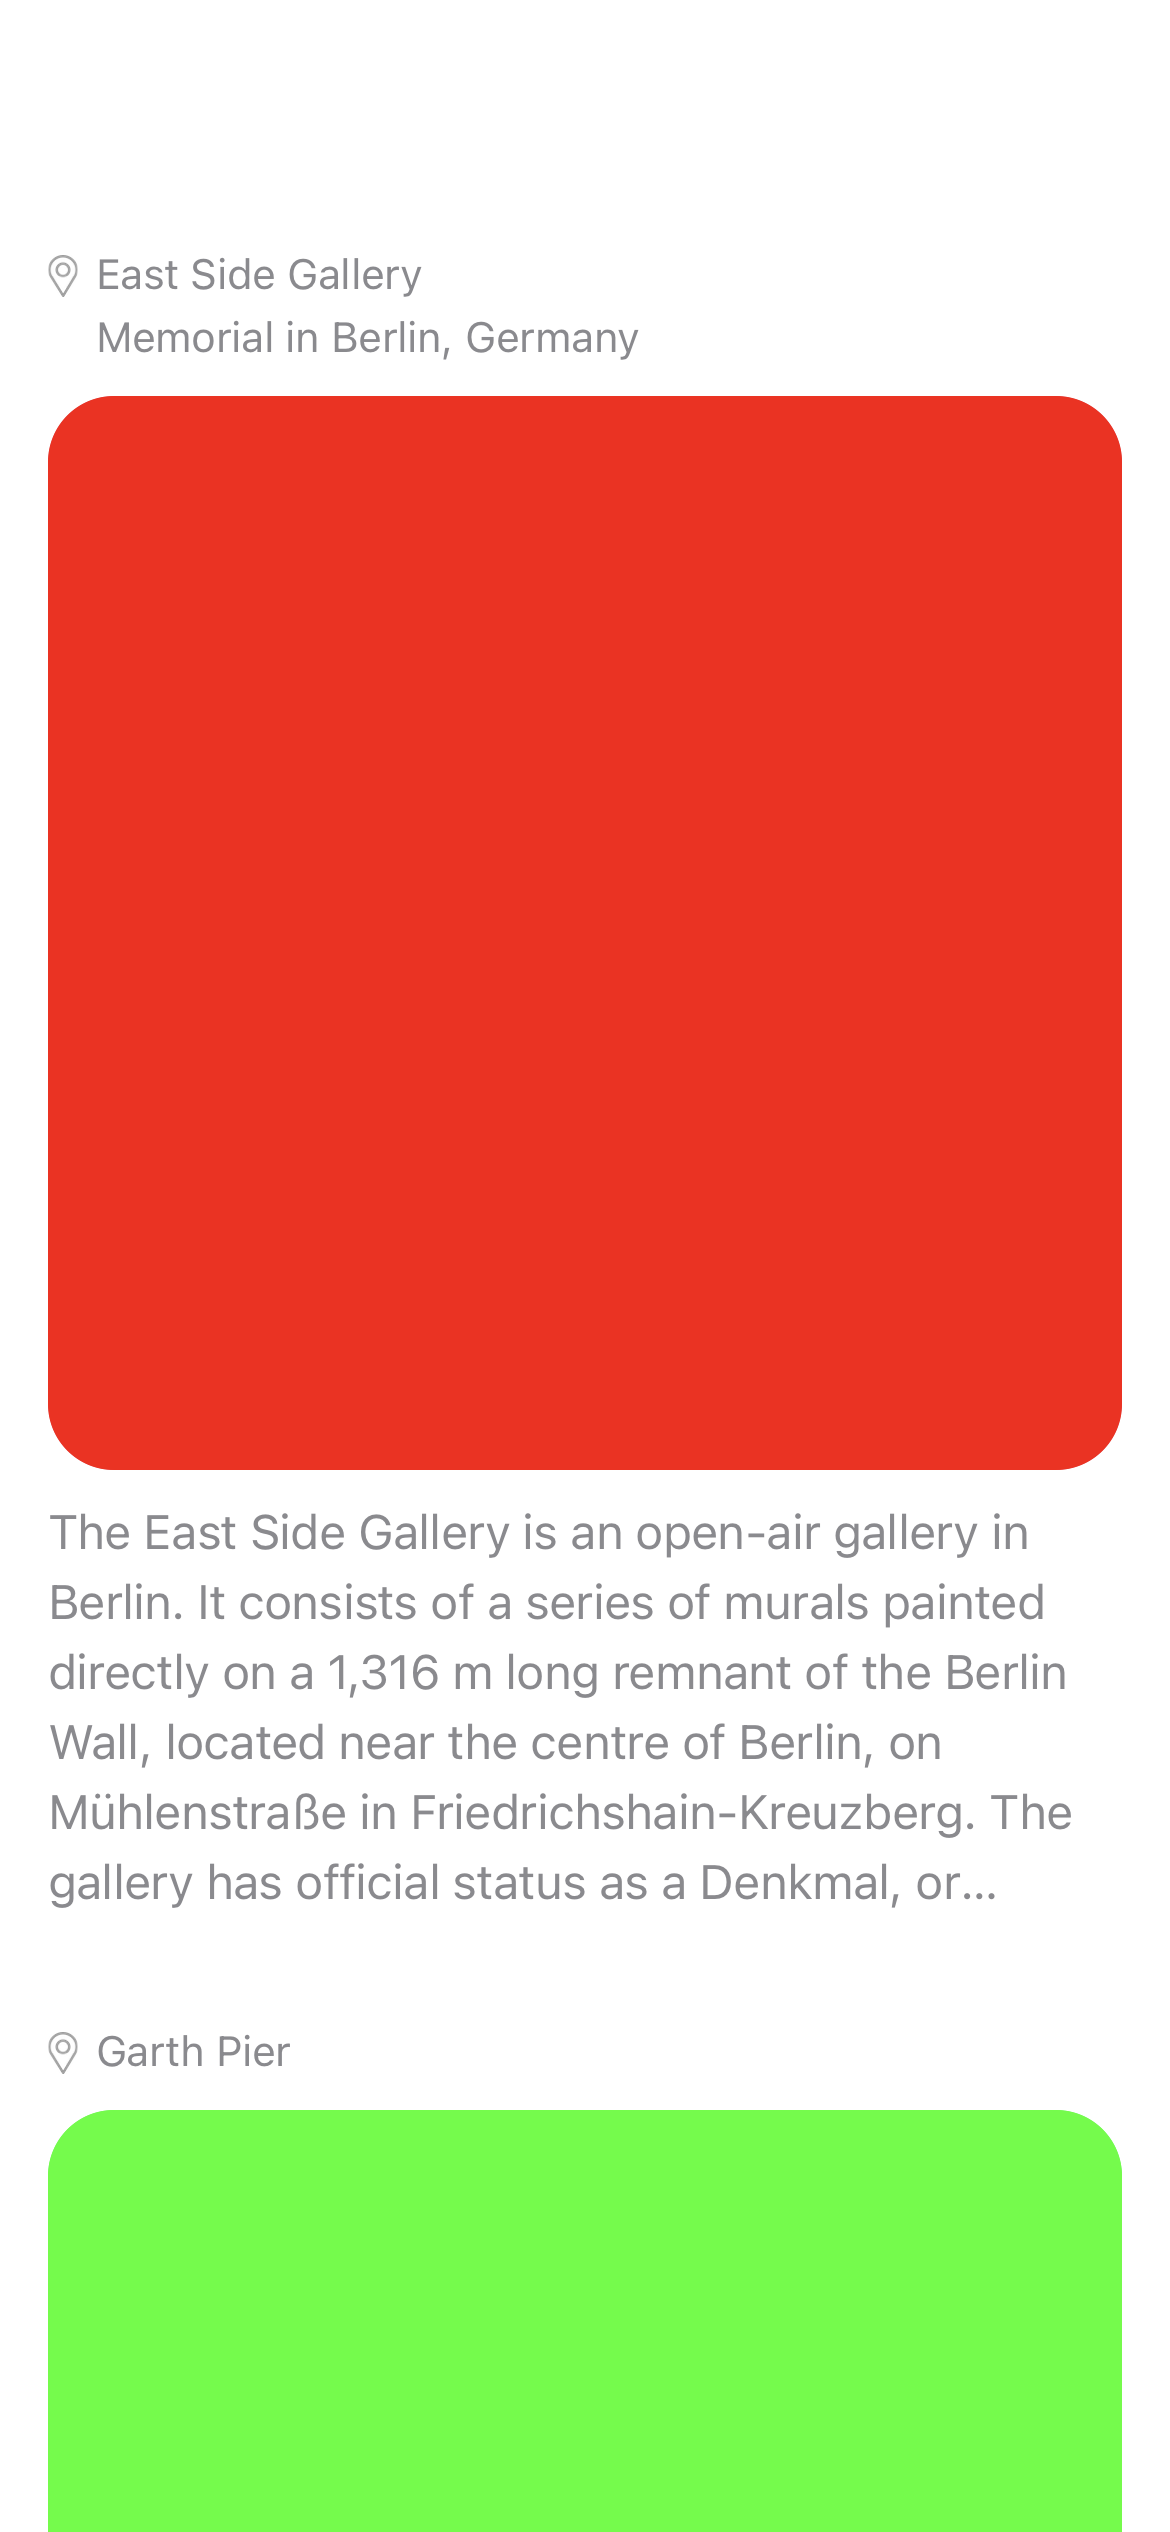 East Side Gallery
Memorial in Berlin, Germany
The East Side Gallery is an open-air gallery in
Berlin. It consists of a series of murals painted
directly on a 1,316 m long remnant of the Berlin
Wall, located near the centre of Berlin, on
Mühlenstraße in Friedrichshain-Kreuzberg. The
gallery has official status as a Denkmal, or...
Garth Pier